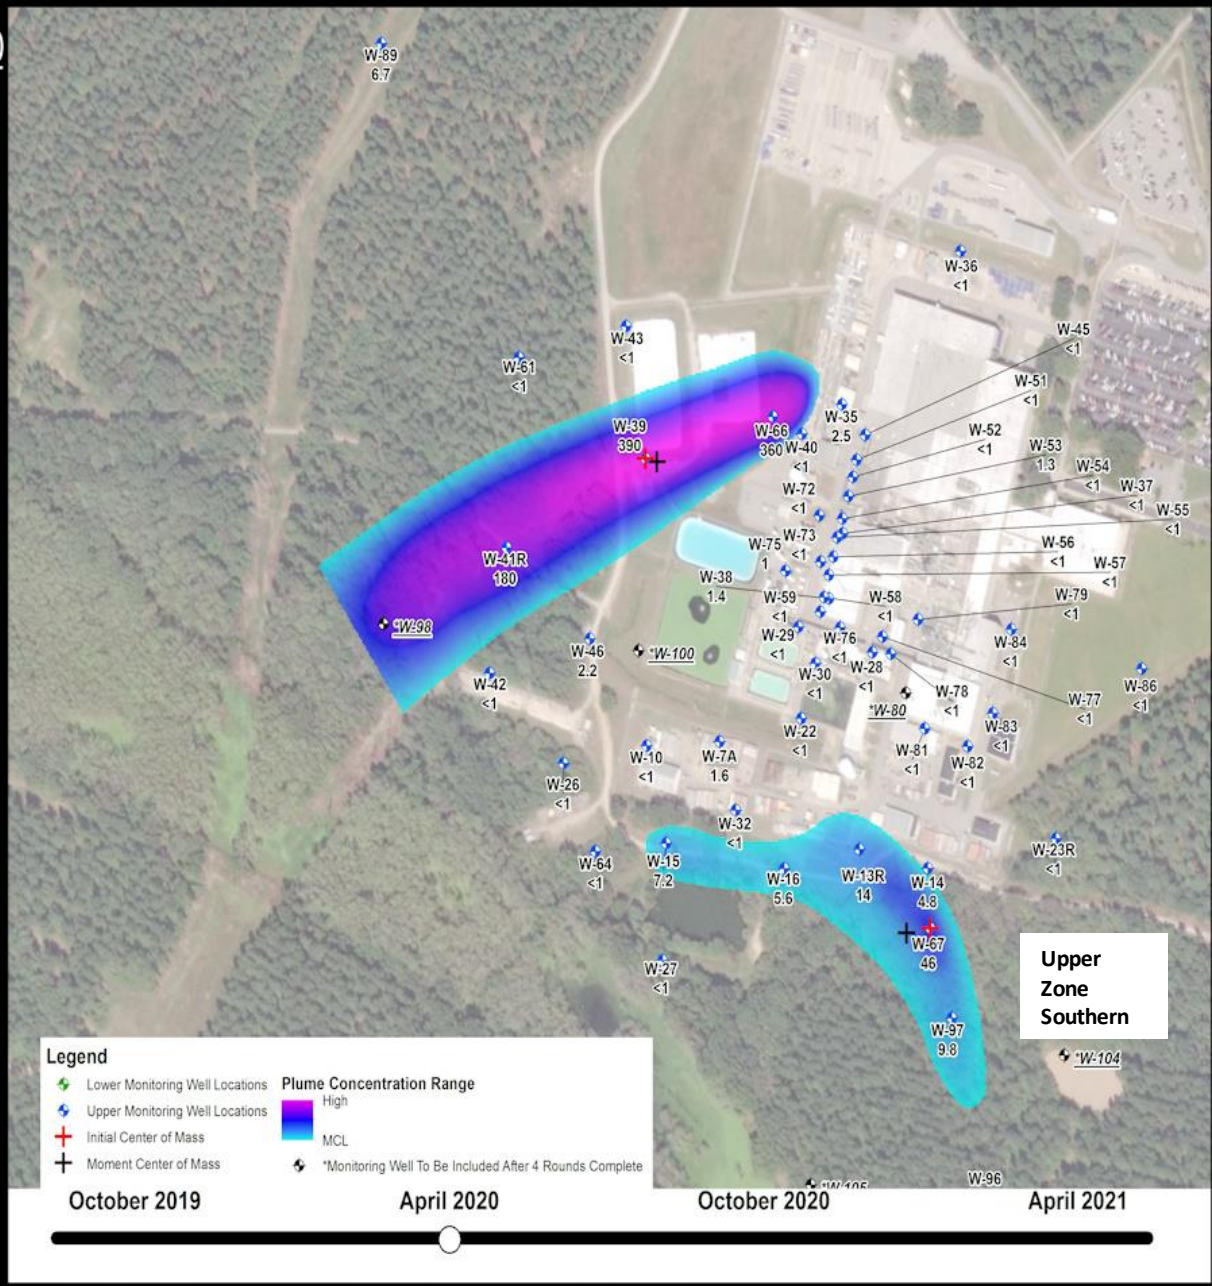 )
W-89
6.7
W-36
<1
W-43
<1
W-45
<1
W-61
<1
W-51
<1
W-39
390
W-66
360
W-35
2.5
W-40
<1
W-52
<1
W-53
1.3
W-54
<1
W-37
<1
W-55
<1
W-72
<1
W-73
<1
W-75
1
W-56
<1
W-57
<1
W-41R
180
W-38
1.4
W-59
<1
W-58
<1
W-79
<1
*W-98
W-46
2.2
*W-100
W-29
<1
W-76
<1
W-84
<1
W-42
<1
W-30
<1
W-28
<1
*W-80
W-78
<1
W-77
<1
W-86
<1
W-22
<1
W-83
<1
W-10
<1
W-7A
1.6
W-81
<1
W-82
<1
W-26
<1
W-32
<1
W-64
<1
W-15
7.2
W-16
5.6
W-13R
14
W-14
4.8
W-23R
<1
W-67
46
W-27
<1
Upper
Zone
Southern
W-97
9.8
*W-104
Legend
Lower Monitoring Well Locations
Upper Monitoring Well Locations
Initial Center of Mass
Moment Center of Mass
Plume Concentration Range
High
MCL
*Monitoring Well To Be Included After 4 Rounds Complete
*W-105
W-96
October 2019 April 2020 October 2020 April 2021